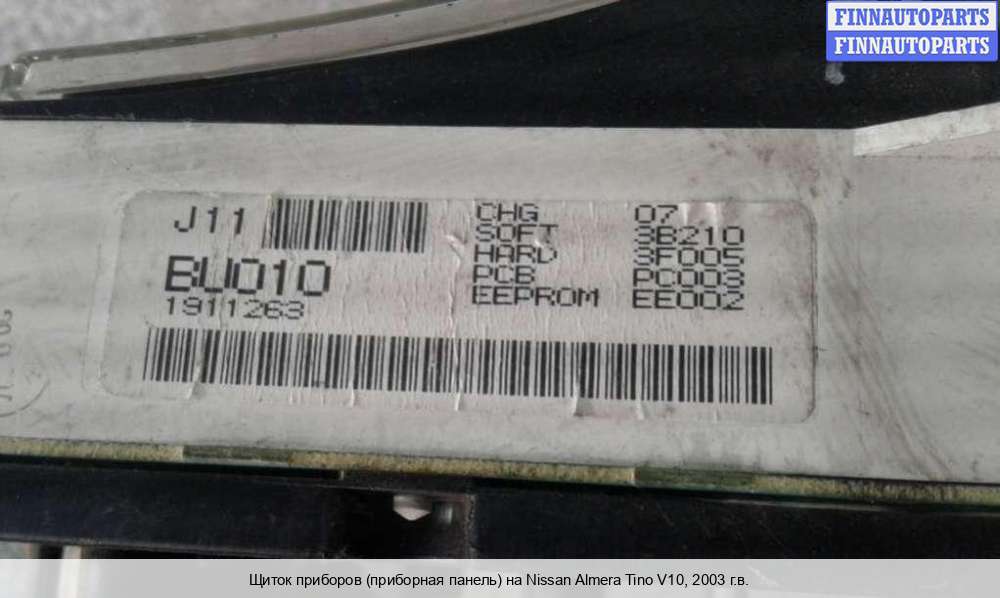 FINNAUTOPARTS
FINNAUTOPARTS
J11
BU010
1911263
CHG 07
SOFT 3B210
HARD 3F005
PCB PC003
EEPROM EE002
Щиток приборов (приборная панель) на Nissan Almera Tino V10, 2003 г.в.